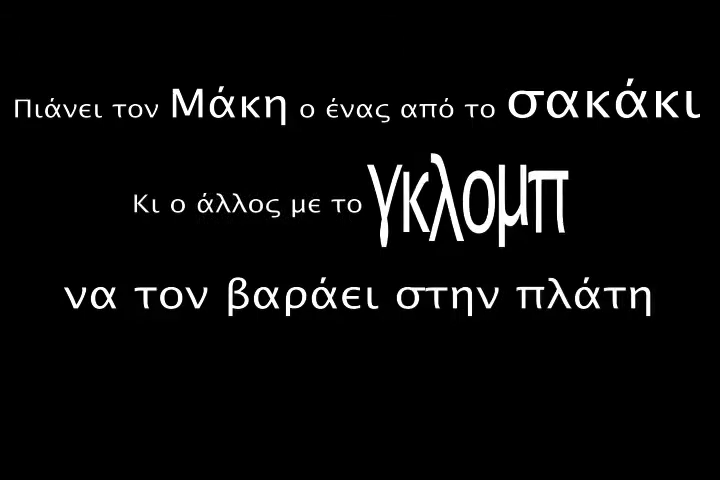 Πιάνει τον Μάκη ο ένας από το σακάκι
Κι ο άλλος με το γκλομπ
να τον βαράει στην πλάτη